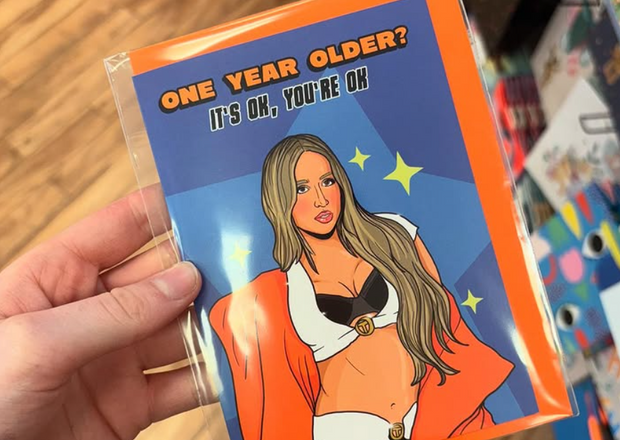 ONE YEAR OLDER?
IT'S OK, YOU'RE OK